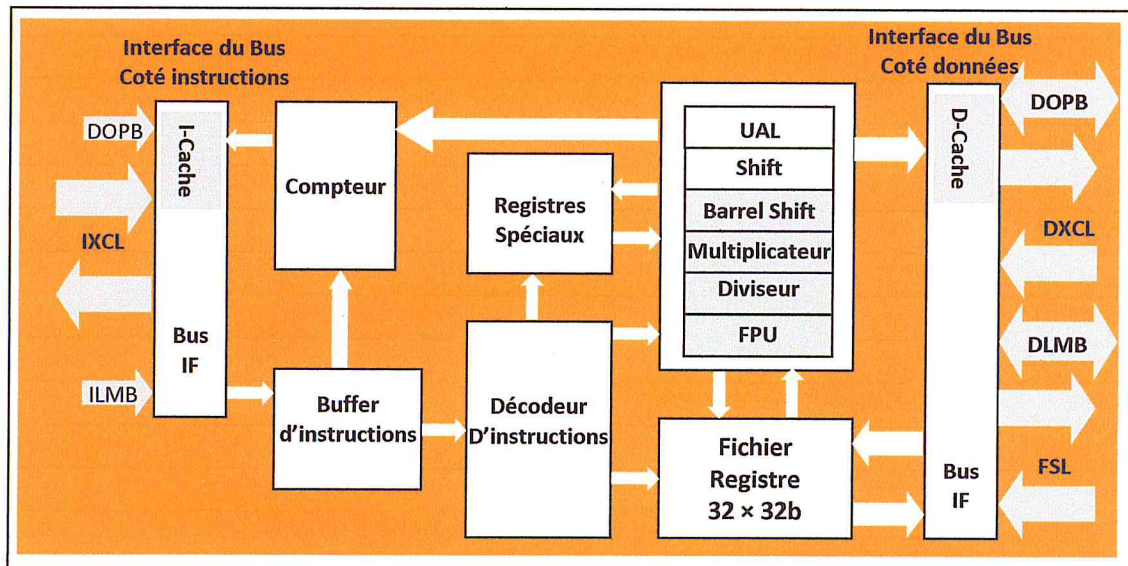 Interface du Bus
Coté instructions
Interface du Bus
Coté données
DOPB
I-Cache
IXCL
Bus
IF
ILMB
Compteur
Registres
Spéciaux
UAL
Shift
Barrel Shift
Multiplicateur
Diviseur
FPU
Buffer
d'instructions
Décodeur
D'instructions
Fichier
Registre
32 × 32b
D-Cache
Bus
IF
DOPB
DXCL
DLMB
FSL